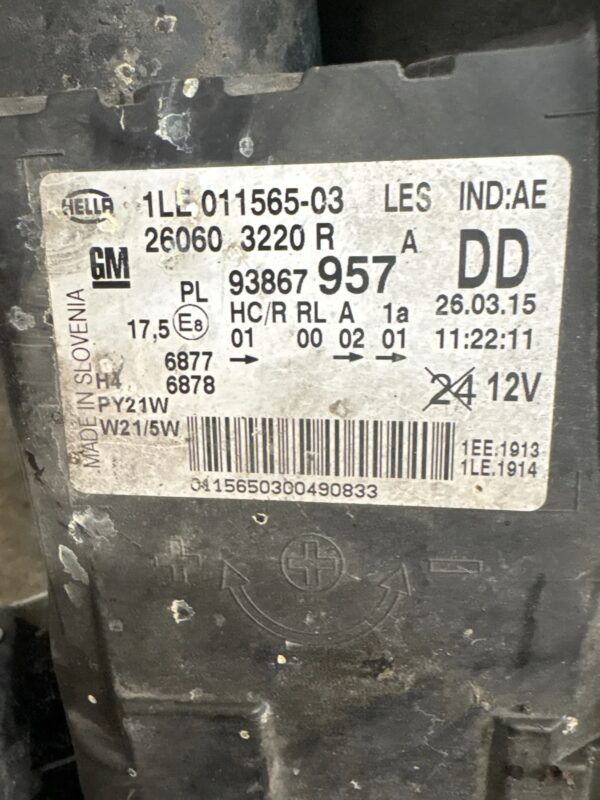 HELLA 1LE 011565-03 LES IND:AE
26060 3220 R A DD
GM 93867 957
PL HC/R RL A 1a 26.03.15
17,5 E8 01 00 02 01 11:22:11
6877
H4 6878 24 12V
PY21W
W21/5W
1EE.1913
1LE.1914
0115650300490833
MADE IN SLOVENIA